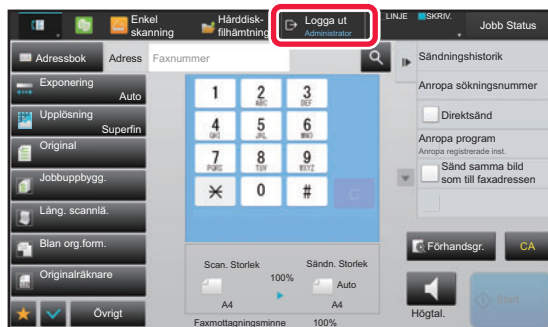 Enkel
skanning
Hårddisk-
filhämtning
Logga ut
Administrator
LINJE
SKRIV.
Jobb Status
Adressbok
Adress
Faxnummer
Sändningshistorik
Exponering
Auto
Anropa sökningsnummer
Upplösning
Superfin
Direktsänd
Original
Anropa program
Anropa registrerade inst.
Jobbuppbygg.
Sänd samma bild
som till faxadressen
Lång. scannlä.
Blan org.form.
Originalräknare
Övrigt
1
2
ABC
3
DEF
4
GHI
5
JKL
6
MNO
7
PQRS
8
TUV
9
WXYZ
0
#
C
Scan. Storlek
Sändn. Storlek
100%
Auto
A4
A4
Faxmottagningsminne
100%
Förhandsgr.
CA
Högtal.
Start